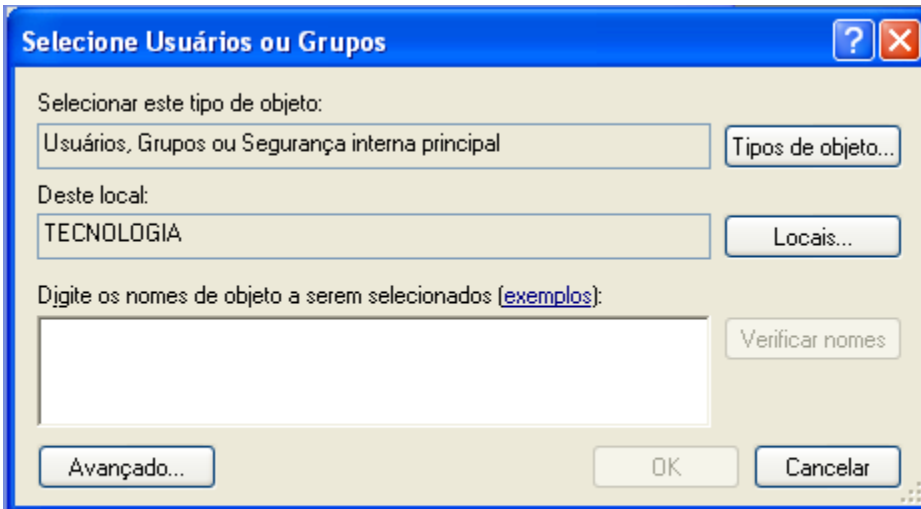 Selecione Usuários ou Grupos
Selecionar este tipo de objeto:
Usuários, Grupos ou Segurança interna principal
Tipos de objeto...
Deste local:
TECNOLOGIA
Locais...
Digite os nomes de objeto a serem selecionados (exemplos):
Verificar nomes
Avançado...
OK
Cancelar